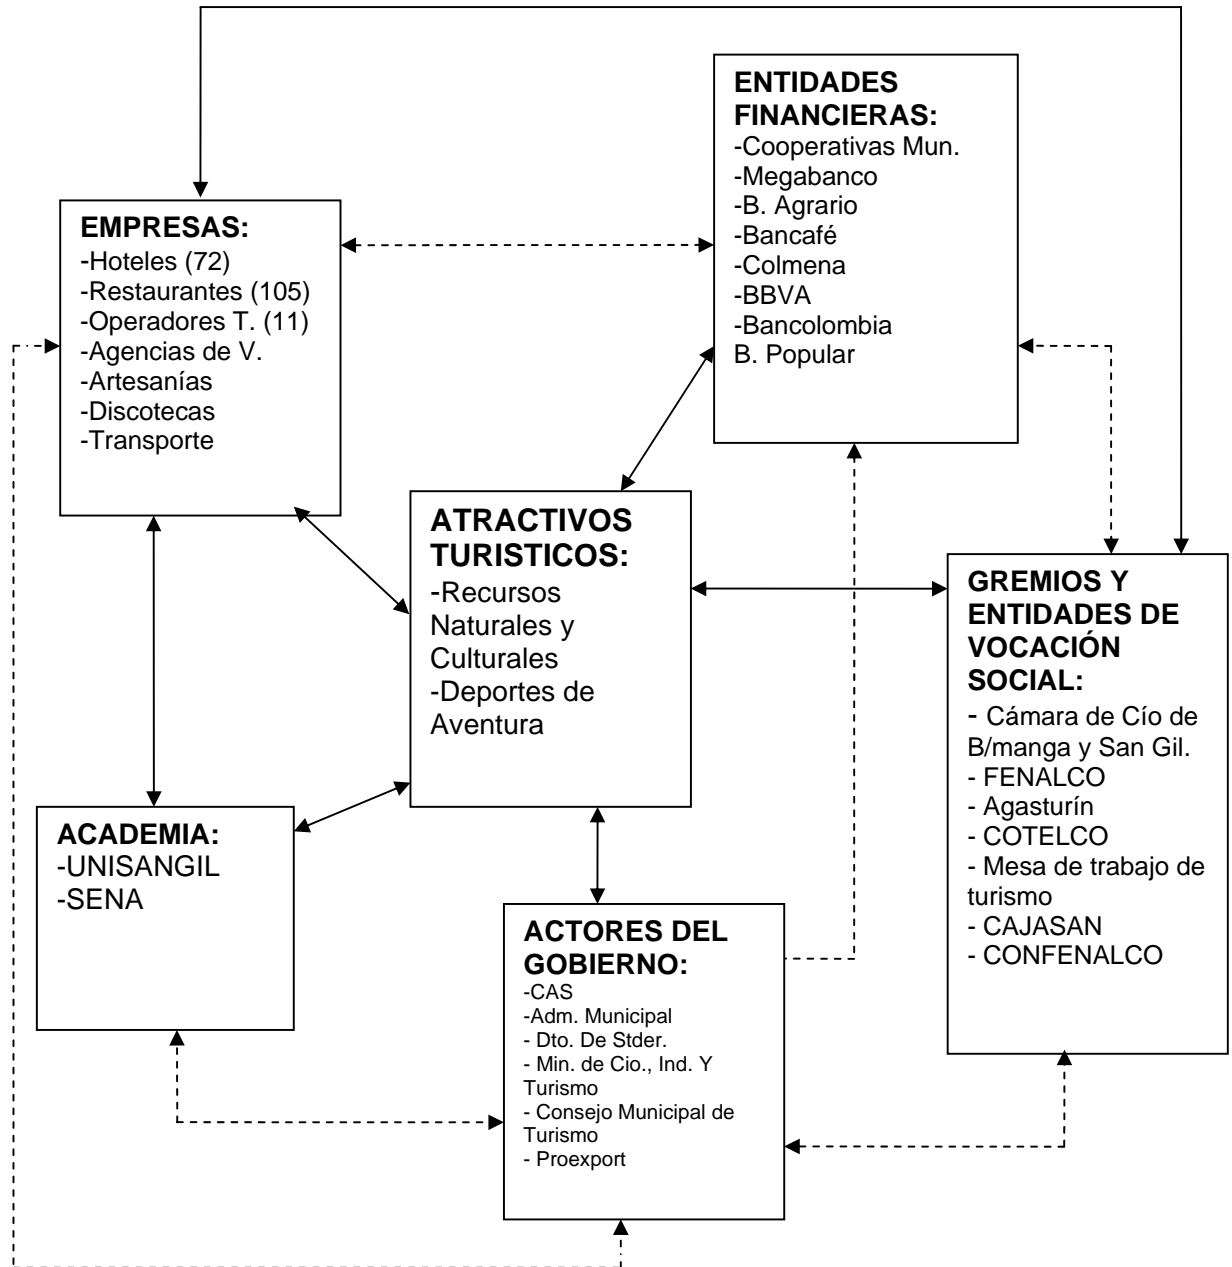 ENTIDADES
FINANCIERAS:
-Cooperativas Mun.
-Megabanco
-B. Agrario
-Bancafé
-Colmena
-BBVA
-Bancolombia
B. Popular
EMPRESAS:
-Hoteles (72)
-Restaurantes (105)
-Operadores T. (11)
-Agencias de V.
-Artesanías
-Discotecas
-Transporte
ATRACTIVOS
TURISTICOS:
-Recursos
Naturales y
Culturales
-Deportes de
Aventura
GREMIOS Y
ENTIDADES DE
VOCACIÓN
SOCIAL:
- Cámara de Cío de
B/manga y San Gil.
- FENALCO
- Agasturín
- COTELCO
- Mesa de trabajo de
turismo
- CAJASAN
- CONFENALCO
ACADEMIA:
-UNISANGIL
-SENA
ACTORES DEL
GOBIERNO:
-CAS
-Adm. Municipal
- Dto. De Stder.
- Min. de Cio., Ind. Y
Turismo
- Consejo Municipal de
Turismo
- Proexport